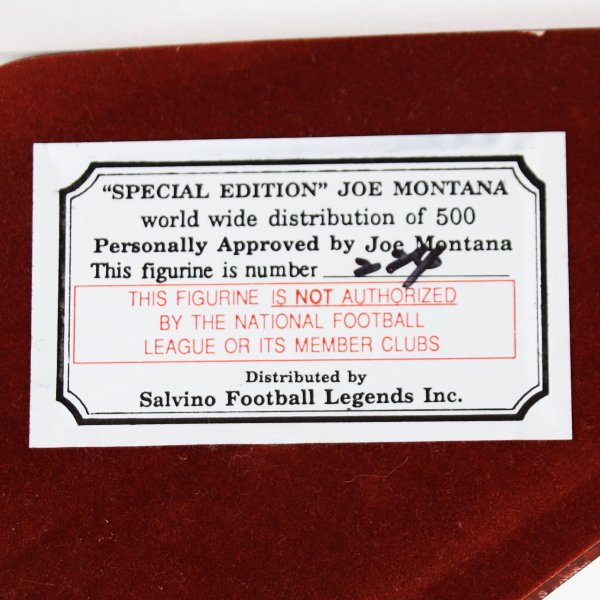 "SPECIAL EDITION" JOE MONTANA
world wide distribution of 500
Personally Approved by Joe Montana
This figurine is number
THIS FIGURINE IS NOT AUTHORIZED
BY THE NATIONAL FOOTBALL
LEAGUE OR ITS MEMBER CLUBS
Distributed by
Salvino Football Legends Inc.